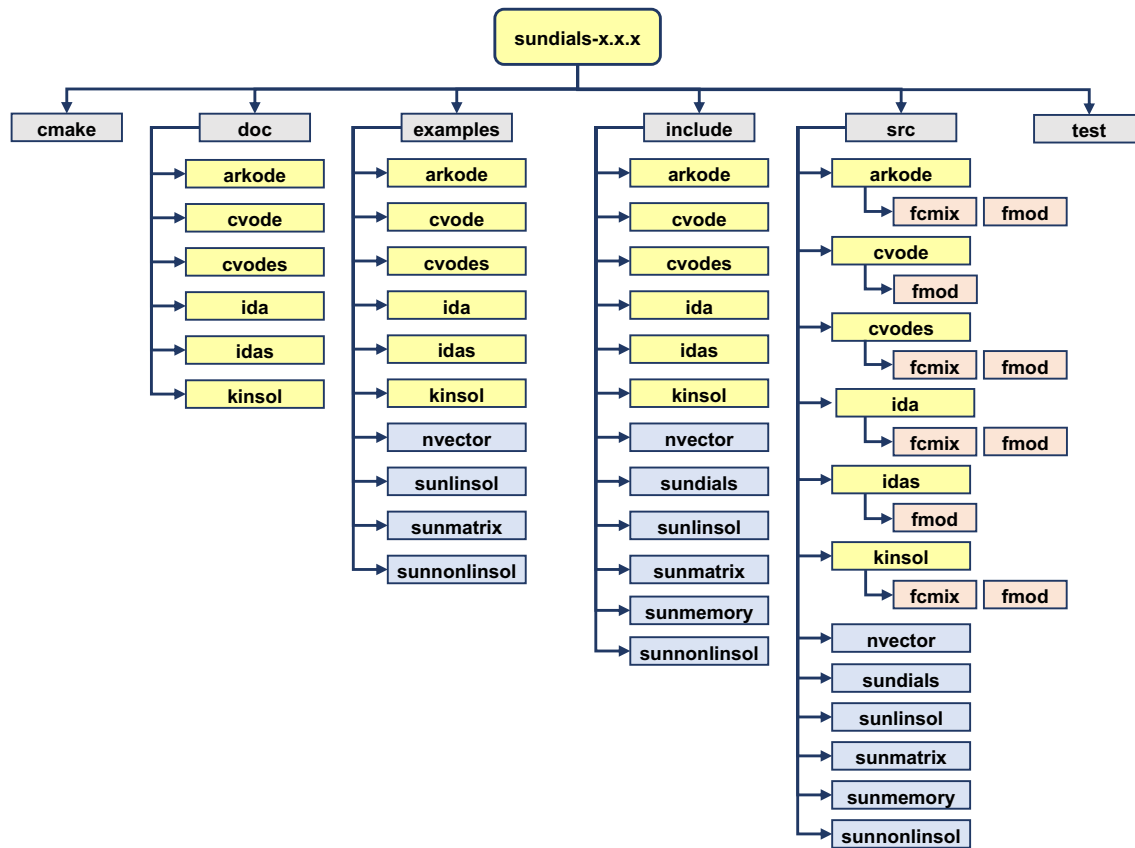 sundials-x.x.x
cmake
doc
examples
include
src
test
arkode
cvode
cvodes
ida
idas
kinsol
arkode
cvode
cvodes
ida
idas
kinsol
nvector
sunlinsol
sunmatrix
sunnonlinsol
arkode
cvode
cvodes
ida
idas
kinsol
nvector
sundials
sunlinsol
sunmatrix
sunmemory
sunnonlinsol
arkode
fcmix fmod
cvode
fmod
cvodes
fcmix fmod
ida
fcmix fmod
idas
fmod
kinsol
fcmix fmod
nvector
sundials
sunlinsol
sunmatrix
sunmemory
sunnonlinsol